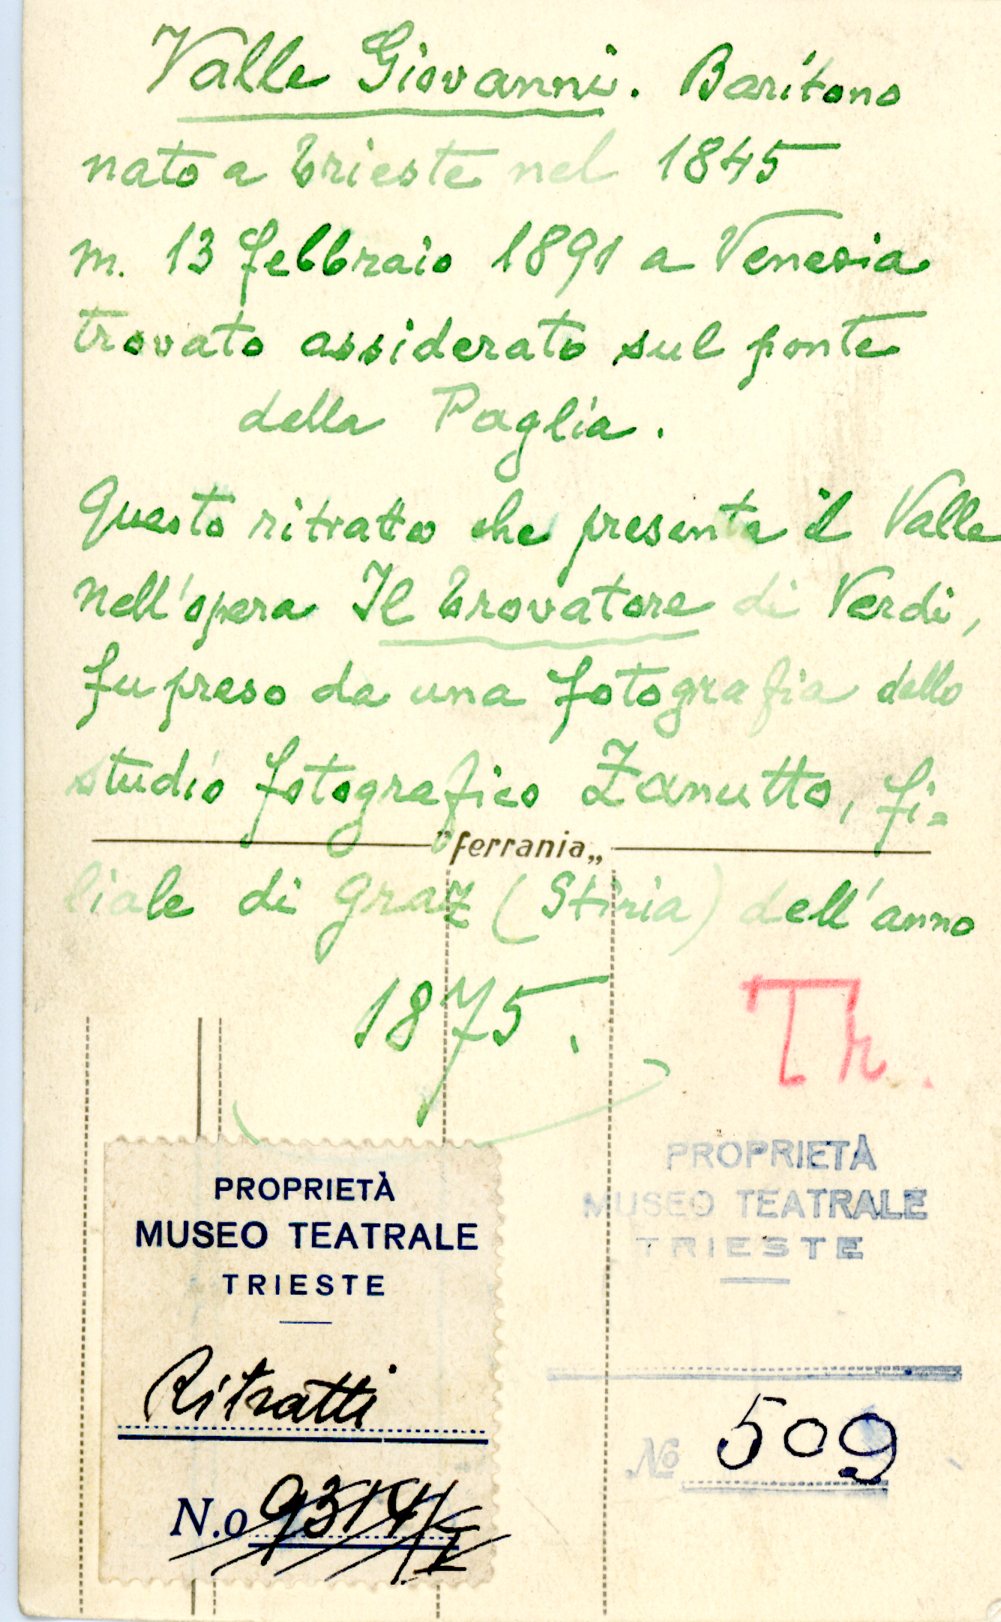 Valle Giovanni. Baritono
nato a Trieste nel 1845
m. 13 febbraio 1891 a Venezia
trovato assiderato sul ponte
della Paglia.
Questo ritratto che presenta il Valle
nell'opera Il Trovatore di Verdi,
fu preso da una fotografia dello
studio fotografico Zanutto, fi=
"ferrania„
liale di Graz (Stiria) dell'anno
1875.
Tr.
PROPRIETÀ
MUSEO TEATRALE
TRIESTE
Ritratti
N.o 9314/I
PROPRIETÀ
MUSEO TEATRALE
TRIESTE
No 509